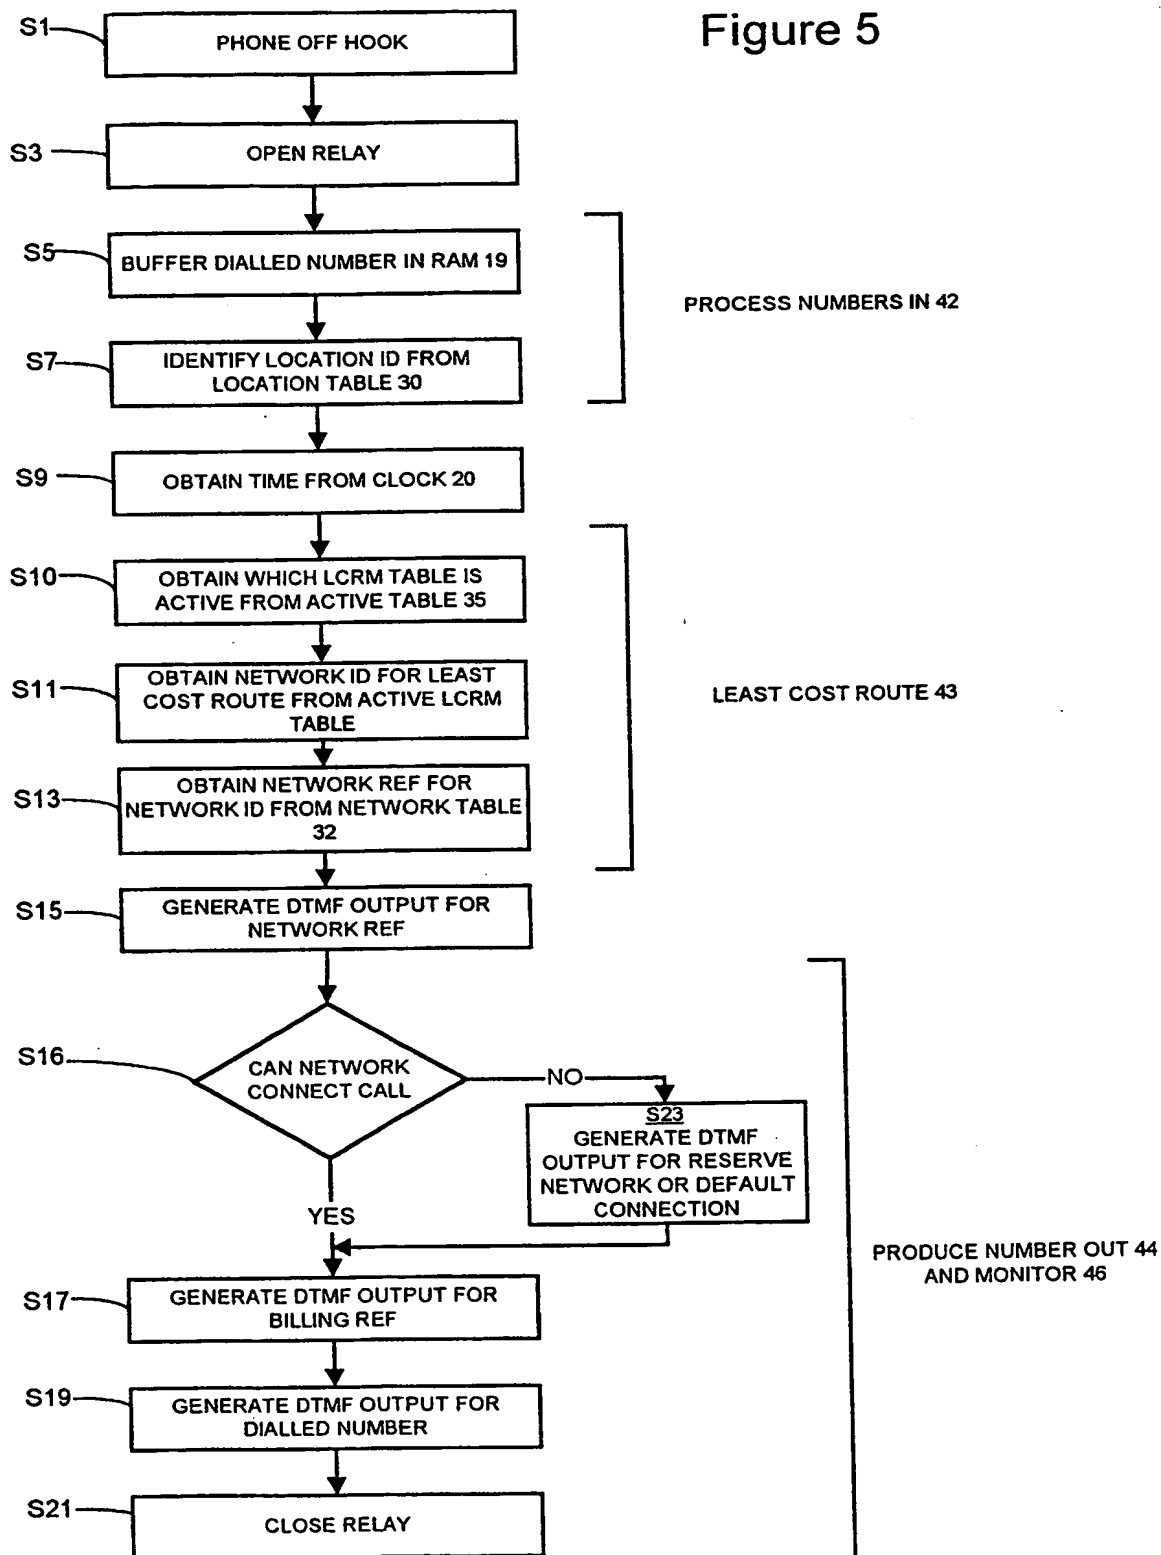 Figure 5
S1
PHONE OFF HOOK
S3
OPEN RELAY
S5
BUFFER DIALLED NUMBER IN RAM 19
PROCESS NUMBERS IN 42
S7
IDENTIFY LOCATION ID FROM
LOCATION TABLE 30
S9
OBTAIN TIME FROM CLOCK 20
S10
OBTAIN WHICH LCRM TABLE IS
ACTIVE FROM ACTIVE TABLE 35
S11
OBTAIN NETWORK ID FOR LEAST
COST ROUTE FROM ACTIVE LCRM
TABLE
LEAST COST ROUTE 43
S13
OBTAIN NETWORK REF FOR
NETWORK ID FROM NETWORK TABLE
32
S15
GENERATE DTMF OUTPUT FOR
NETWORK REF
S16
CAN NETWORK
CONNECT CALL
NO
S23
GENERATE DTMF
OUTPUT FOR RESERVE
NETWORK OR DEFAULT
CONNECTION
YES
PRODUCE NUMBER OUT 44
AND MONITOR 46
S17
GENERATE DTMF OUTPUT FOR
BILLING REF
S19
GENERATE DTMF OUTPUT FOR
DIALLED NUMBER
S21
CLOSE RELAY